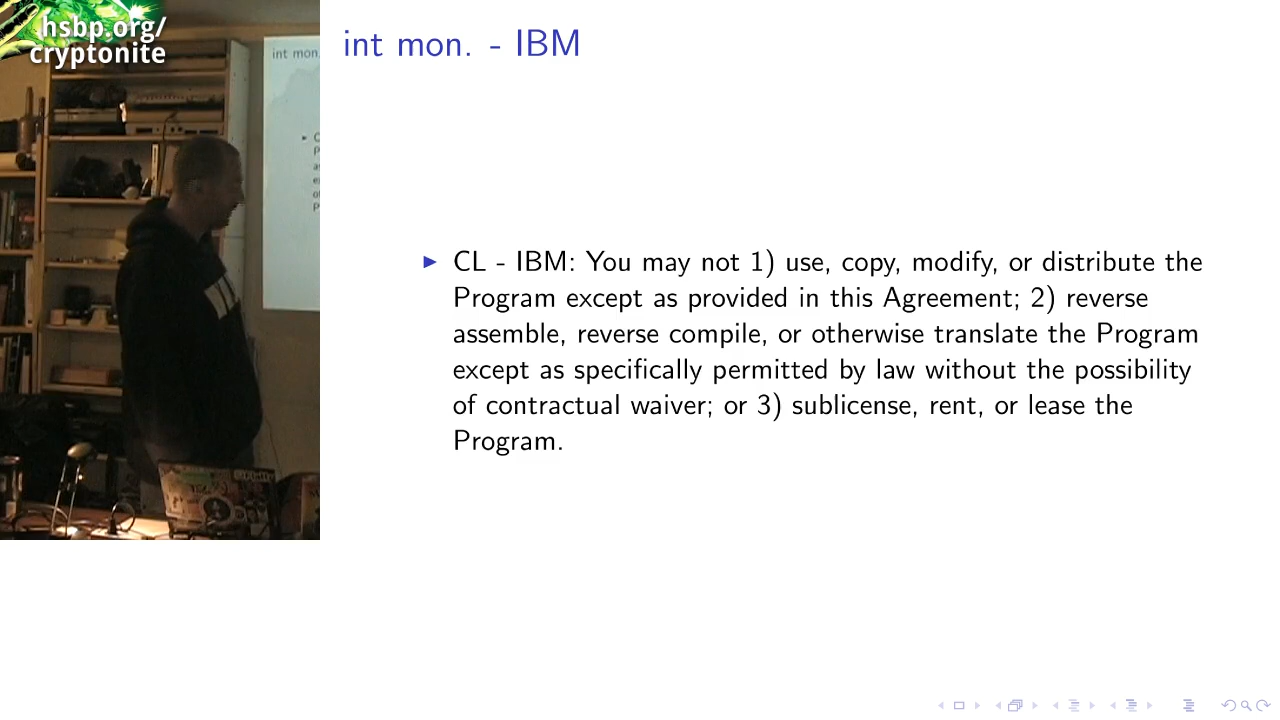 hsbp.org/
cryptonite
int mon. - IBM
int mon.
▶ CL - IBM: You may not 1) use, copy, modify, or distribute the
Program except as provided in this Agreement; 2) reverse
assemble, reverse compile, or otherwise translate the Program
except as specifically permitted by law without the possibility
of contractual waiver; or 3) sublicense, rent, or lease the
Program.